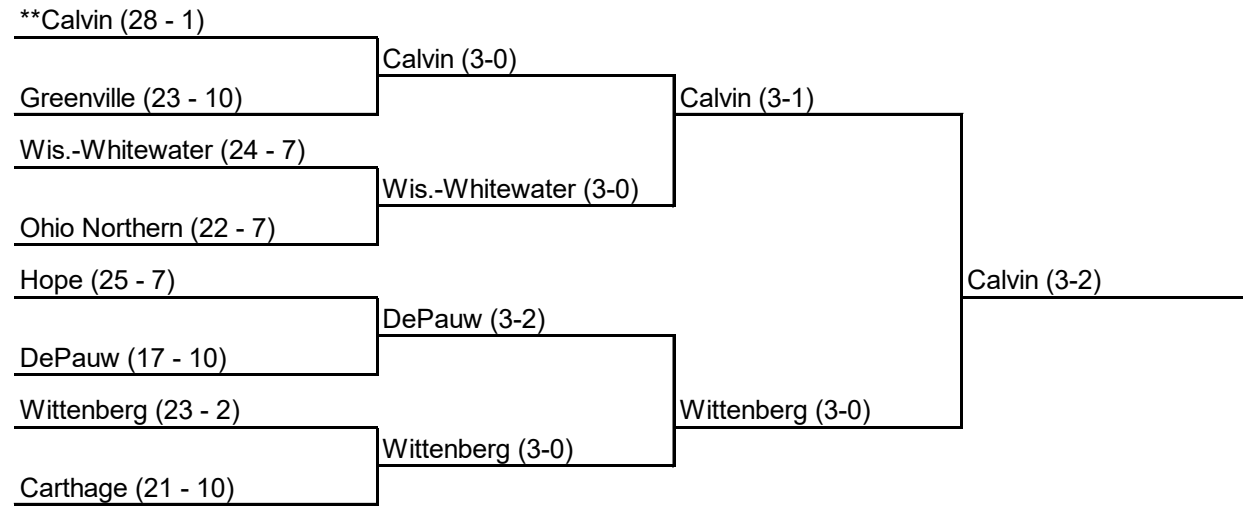 **Calvin (28 - 1)
Calvin (3-0)
Greenville (23 - 10)
Calvin (3-1)
Wis.-Whitewater (24 - 7)
Wis.-Whitewater (3-0)
Ohio Northern (22 - 7)
Hope (25 - 7)
Calvin (3-2)
DePauw (3-2)
DePauw (17 - 10)
Wittenberg (23 - 2)
Wittenberg (3-0)
Wittenberg (3-0)
Carthage (21 - 10)